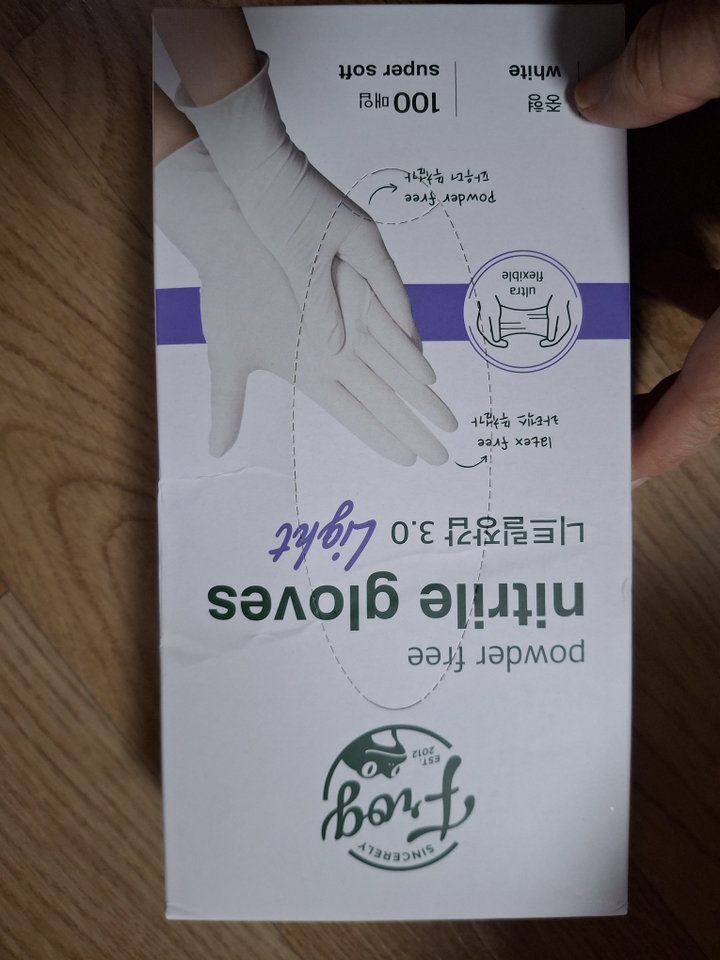 SINCERELY
Frog
EST.
2012
powder free
nitrile gloves
니트릴장갑 3.0 Light
latex free
라텍스 무첨가
ultra
flexible
Powder free
파우더 무첨가
중형
white
100매입
super soft